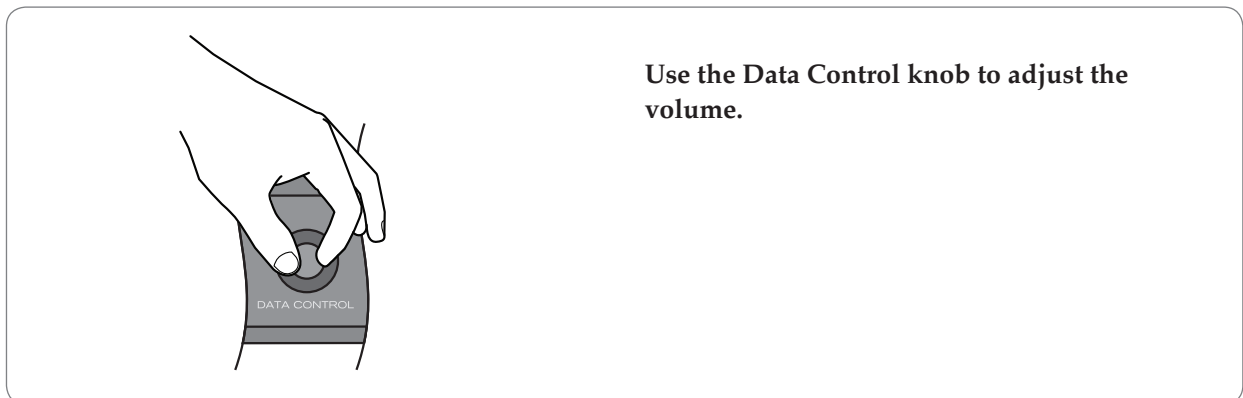 Use the Data Control knob to adjust the
volume.
DATA CONTROL